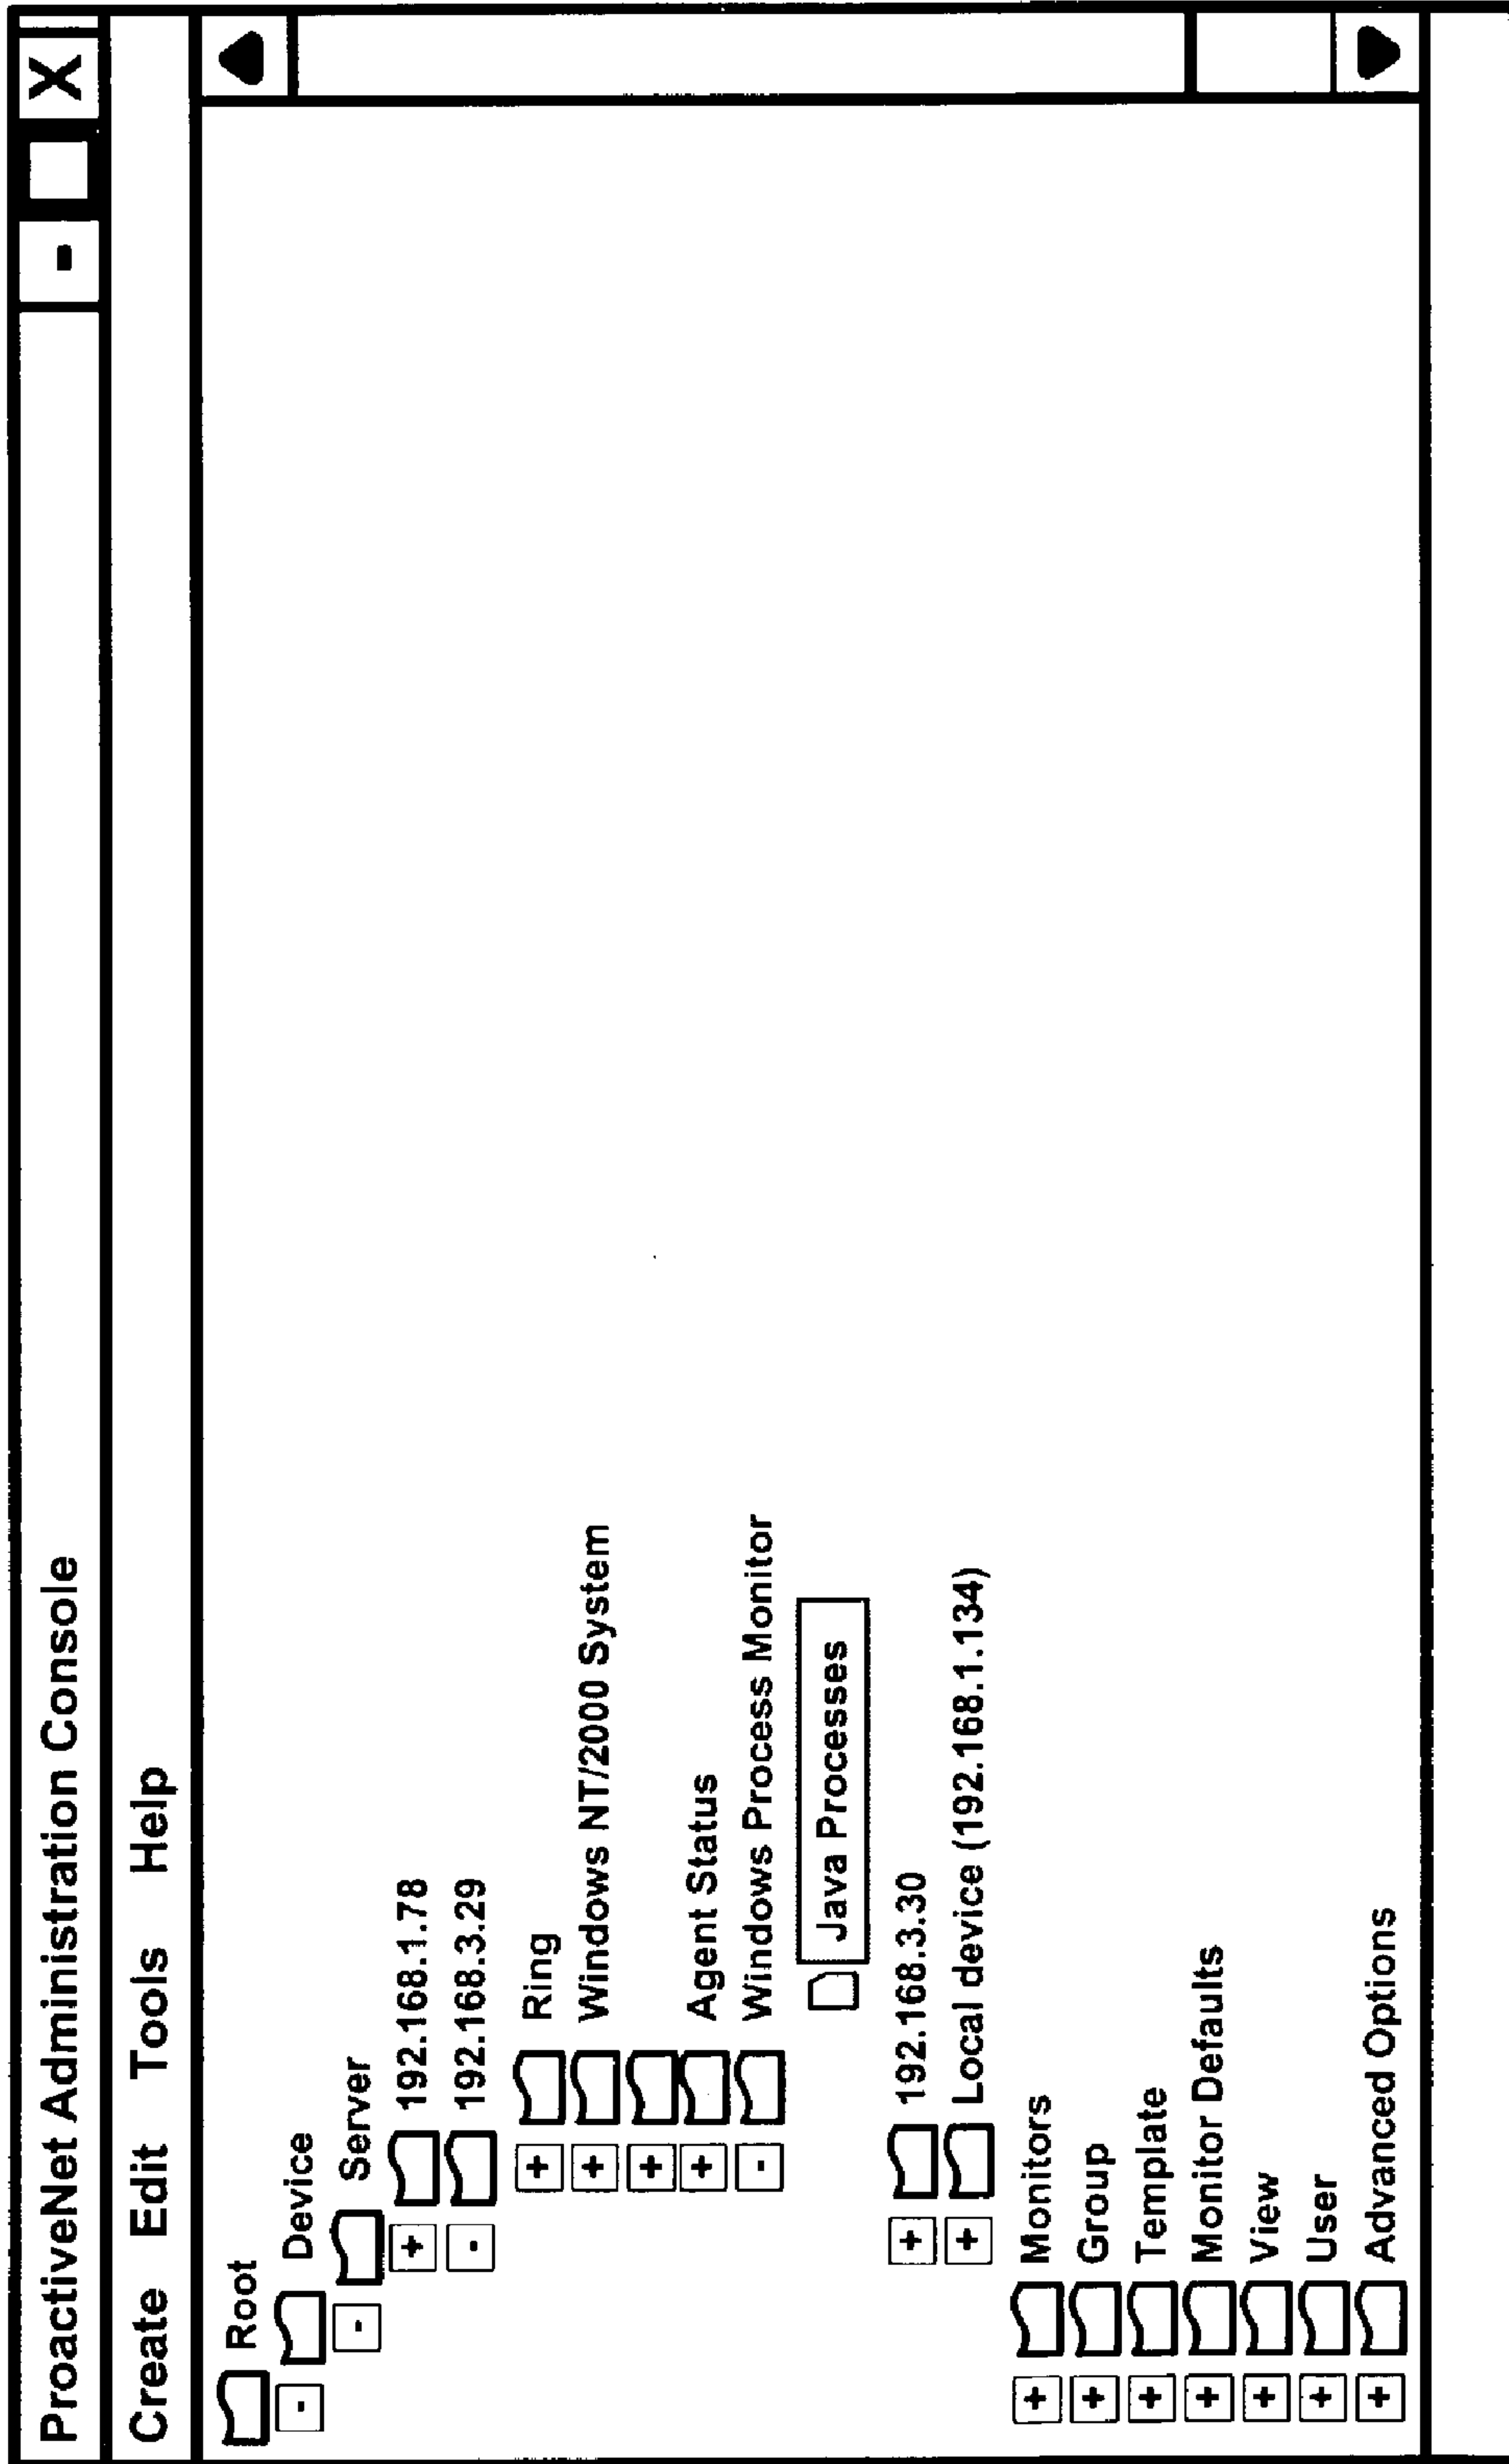 ProactiveNet Administration Console - X
Create Edit Tools Help
Root
- Device
- Server
+ 192.168.1.78
- 192.168.3.29
+ Ring
+ Windows NT/2000 System
+
+ Agent Status
- Windows Process Monitor
Java Processes
+ 192.168.3.30
+ Local device (192.168.1.134)
+ Monitors
+ Group
+ Template
+ Monitor Defaults
+ View
+ User
+ Advanced Options